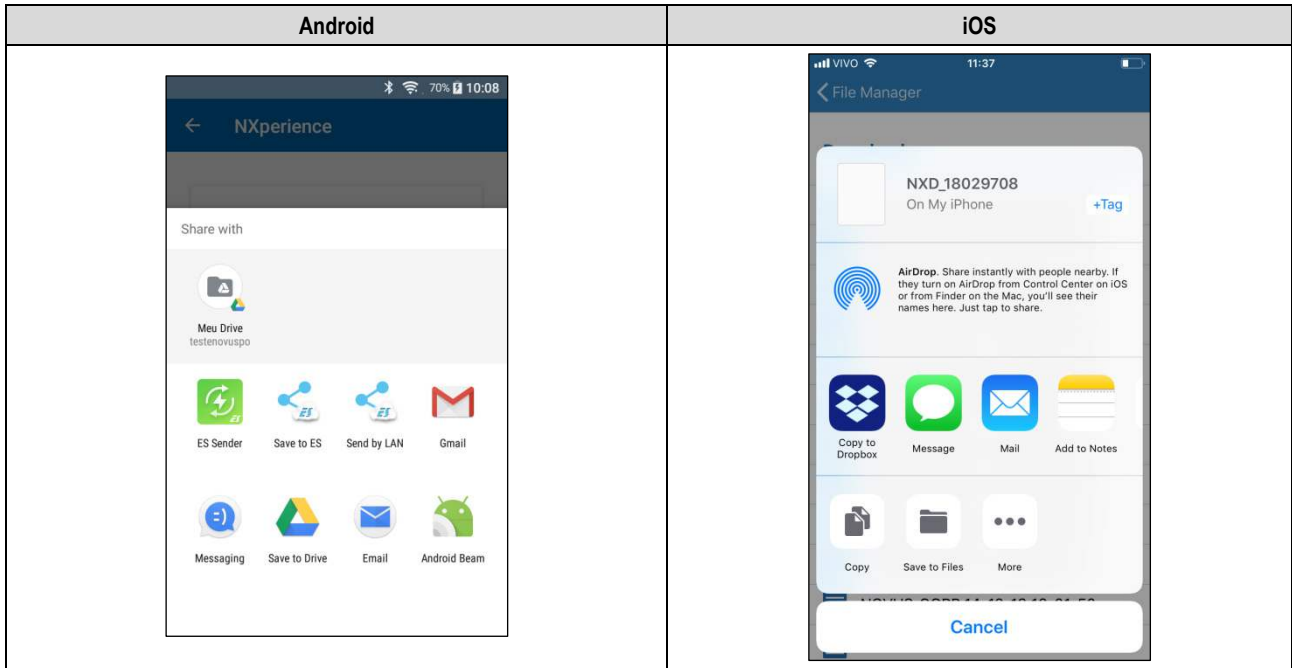 Android
iOS
70% 10:08
NXperience
Share with
Meu Drive
testenovuspo
ES
ES
ES
ES Sender
Save to ES
Send by LAN
Gmail
Messaging
Save to Drive
Email
Android Beam
VIVO
11:37
File Manager
NXD_18029708
On My iPhone
+Tag
AirDrop. Share instantly with people nearby. If
they turn on AirDrop from Control Center on iOS
or from Finder on the Mac, you'll see their
names here. Just tap to share.
Copy to
Dropbox
Message
Mail
Add to Notes
Copy
Save to Files
More
Cancel